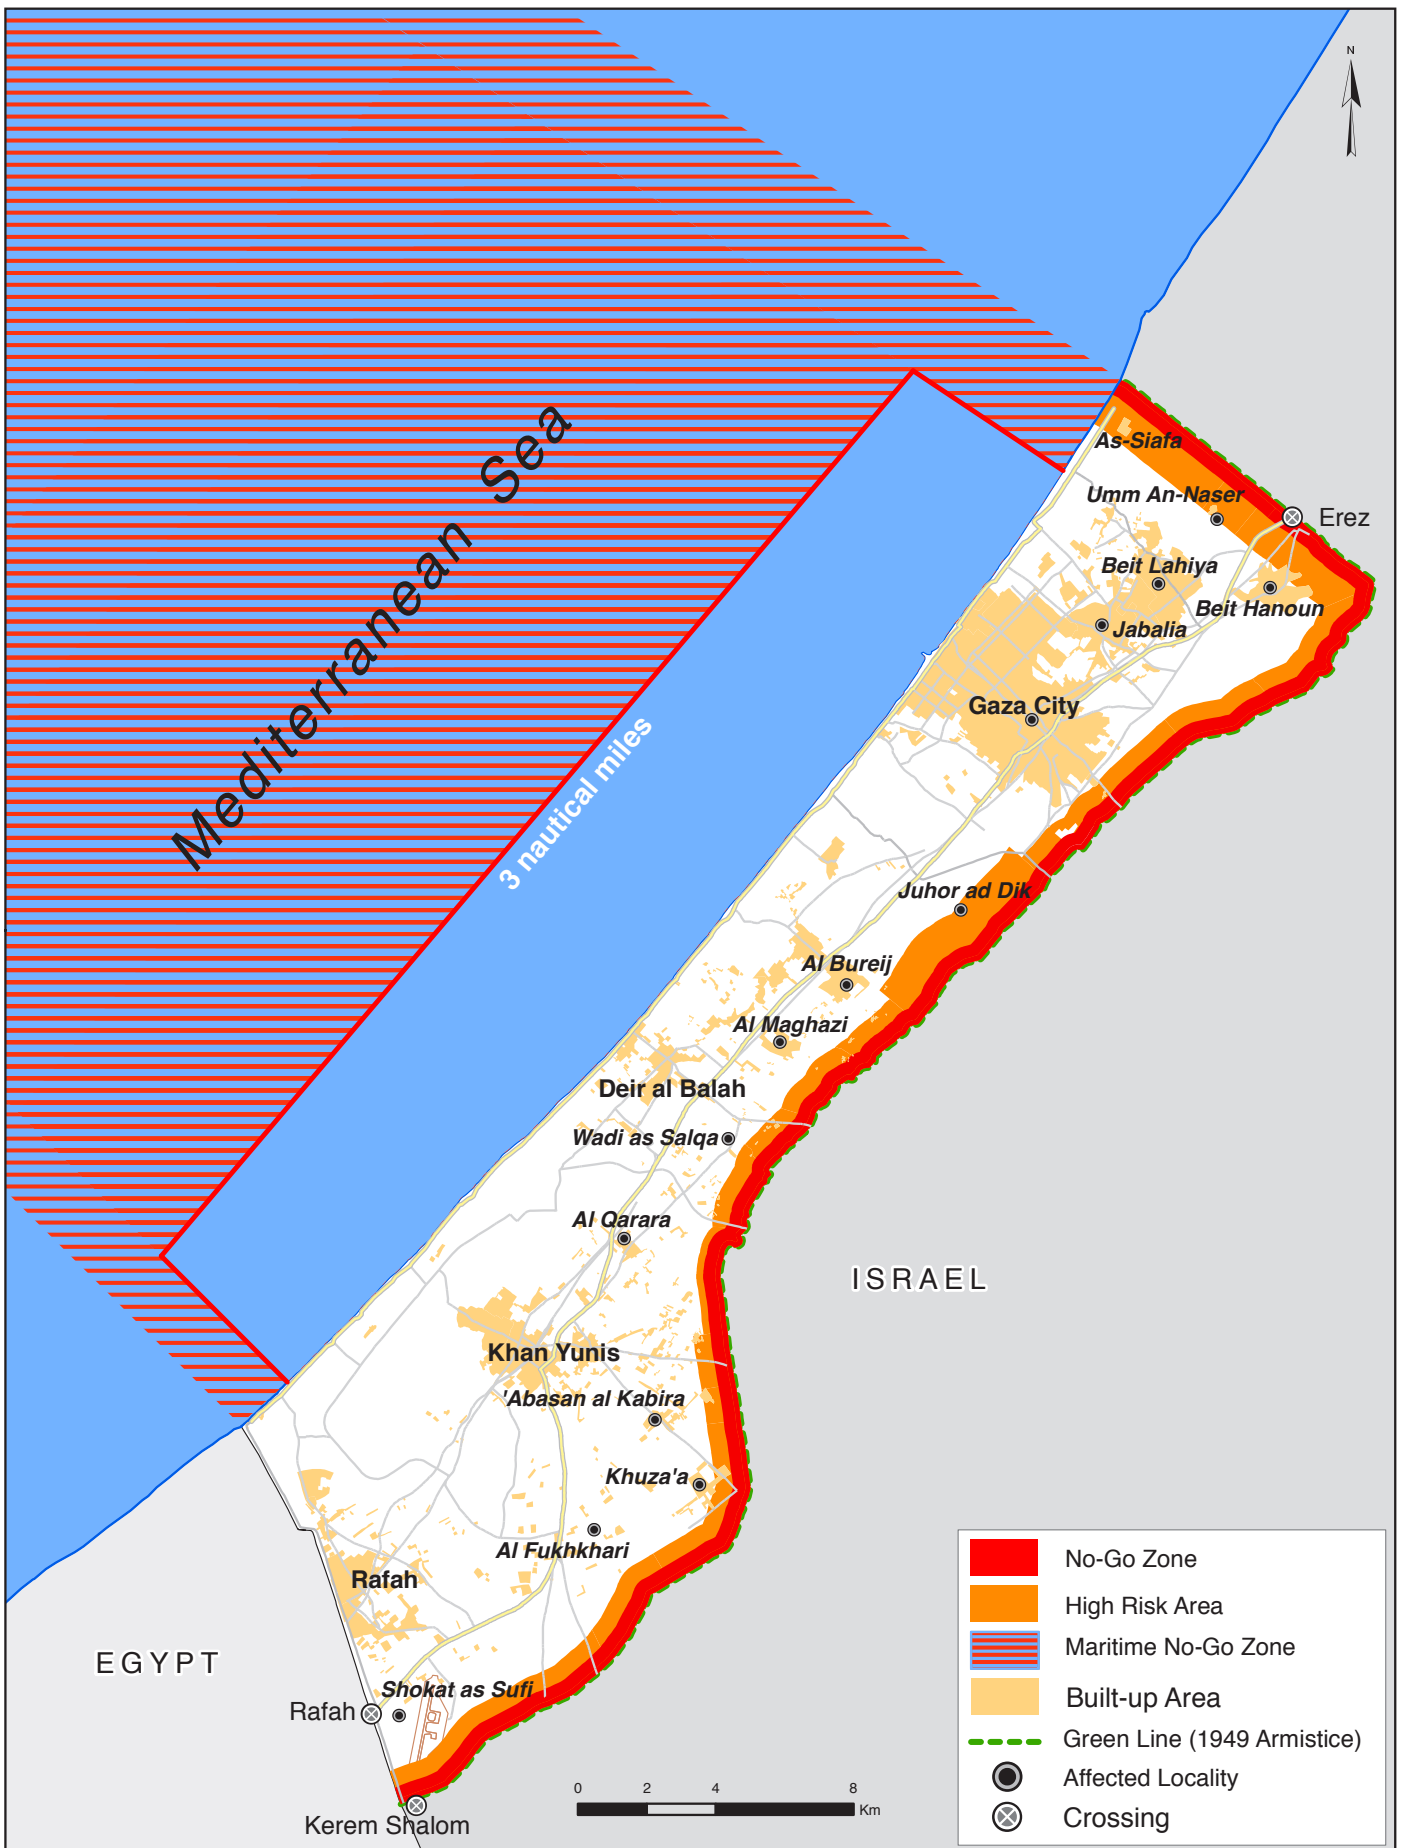 N
As-Siafa
Umm An-Naser
Erez
Beit Lahiya
Beit Hanoun
Jabalia
Mediterranean Sea
Gaza City
3 nautical miles
Juhor ad Dik
Al Bureij
Al Maghazi
Deir al Balah
Wadi as Salqa
Al Qarara
ISRAEL
Khan Yunis
'Abasan al Kabira
Khuza'a
Al Fukhkhari
Rafah
EGYPT
Shokat as Sufi
Rafah
Kerem Shalom
0 2 4 8
Km
No-Go Zone
High Risk Area
Maritime No-Go Zone
Built-up Area
Green Line (1949 Armistice)
Affected Locality
Crossing